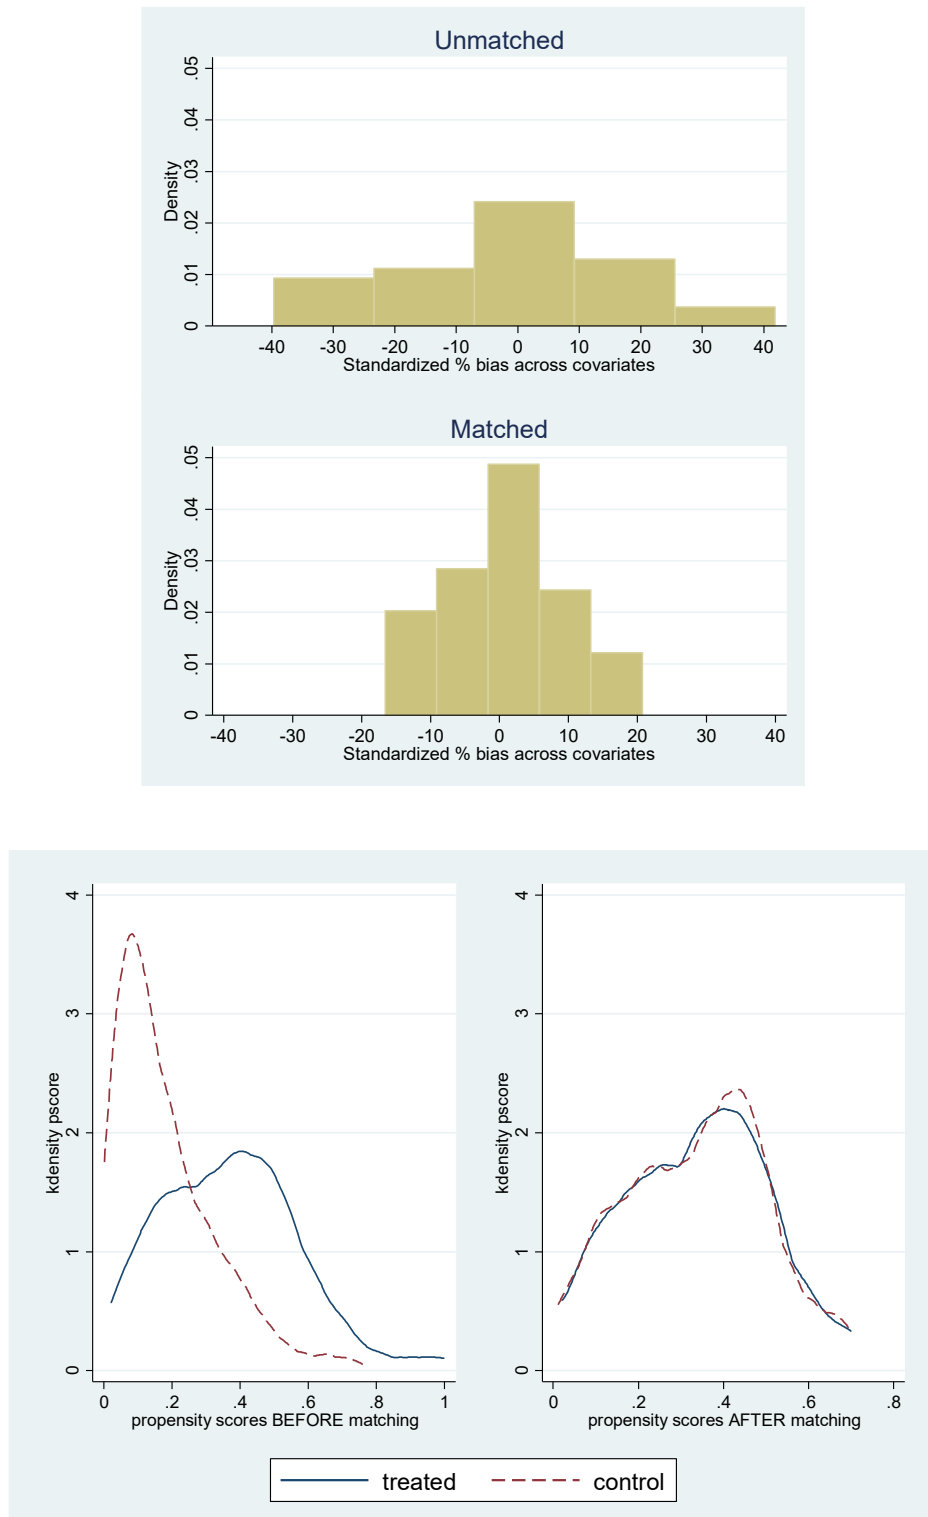 Unmatched
Density
.05
.04
.03
.02
.01
0
-40 -30 -20 -10 0 10 20 30 40
Standardized % bias across covariates
Matched
Density
.05
.04
.03
.02
.01
0
-40 -30 -20 -10 0 10 20 30 40
Standardized % bias across covariates
kdensity pscore
4
3
2
1
0
0 .2 .4 .6 .8 1
propensity scores BEFORE matching
kdensity pscore
4
3
2
1
0
0 .2 .4 .6 .8
propensity scores AFTER matching
treated control